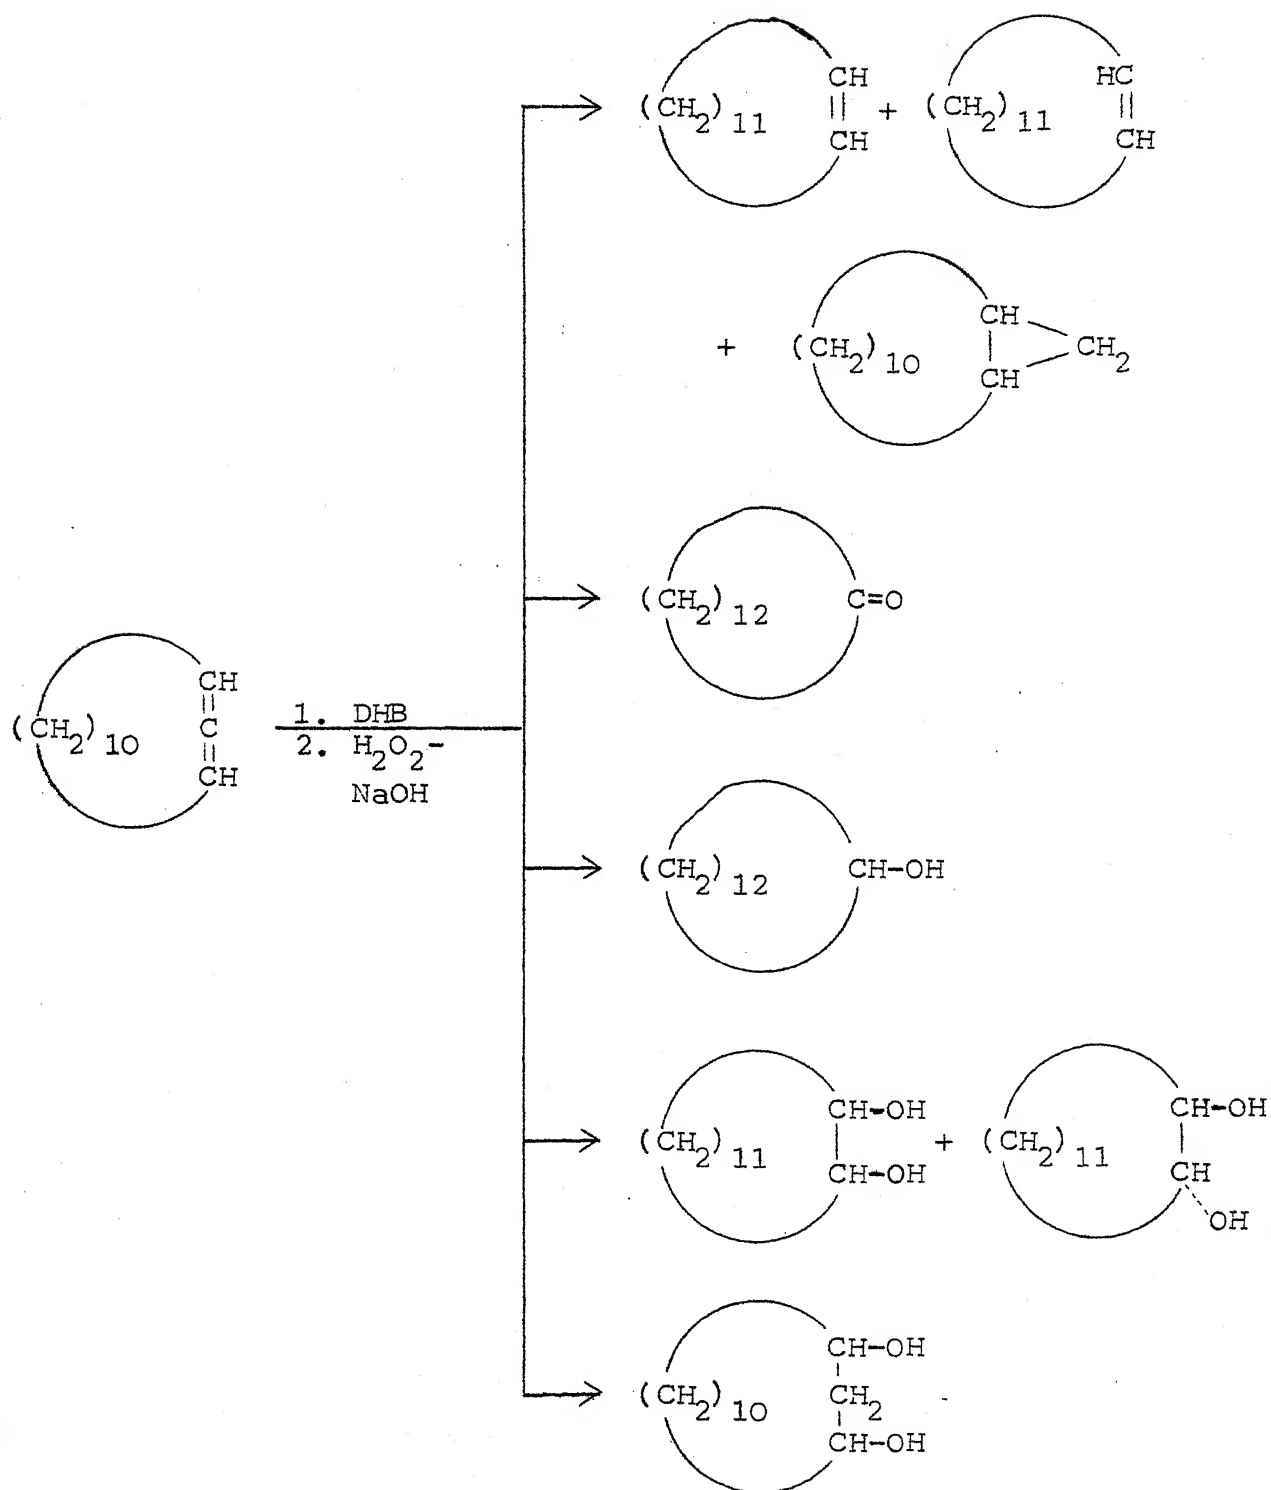 CH
HC
(CH2)11 || + (CH2)11 ||
CH
CH
CH
+ (CH2)10 CH2
CH
(CH2)12 C=O
CH
||
(CH2)10 C
||
CH
1. DHB
2. H2O2-
NaOH
(CH2)12 CH-OH
CH-OH
CH-OH
(CH2)11 + (CH2)11
CH-OH
CH
OH
CH-OH
(CH2)10 CH2
CH-OH